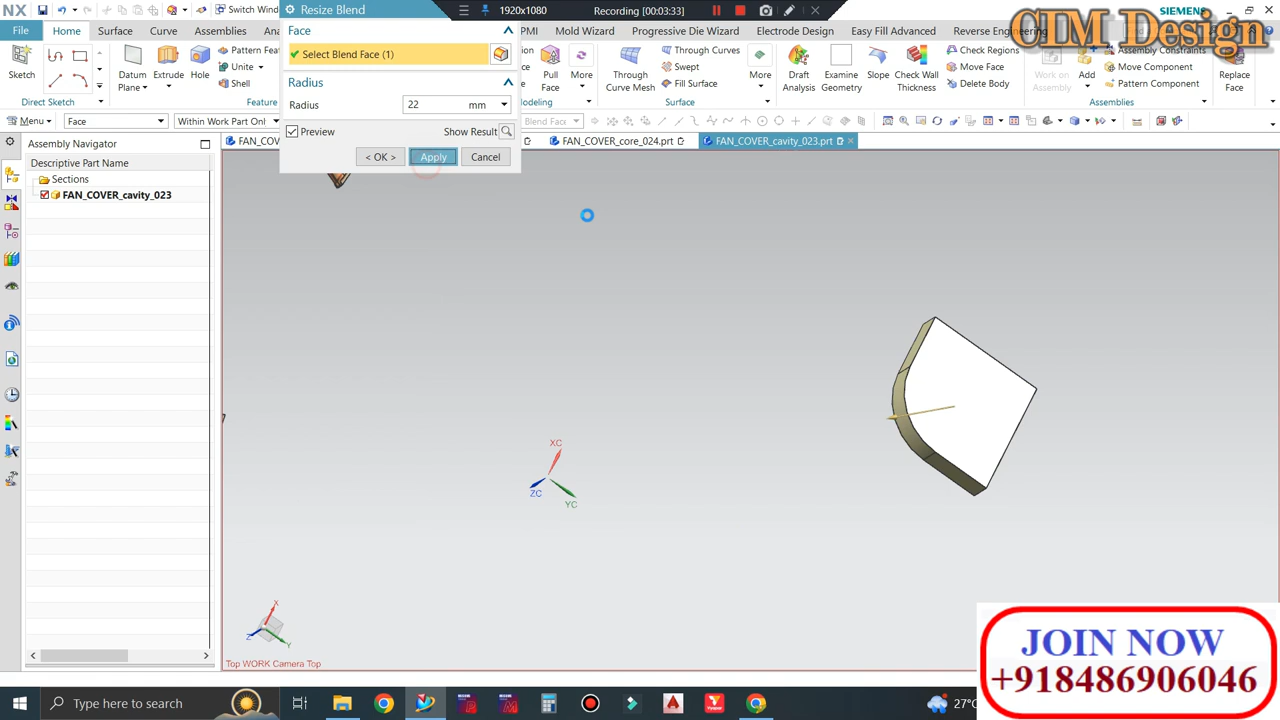 NX
Switch Wind
Resize Blend
1920x1080
Recording (00:03:33)
SIEMENS
CIM Design
File
Home
Surface
Curve
Assemblies
PMI
Mold Wizard
Progressive Die Wizard
Electrode Design
Easy Fill Advanced
Reverse Engineering
Sketch
Datum Plane
Extrude
Hole
Pattern Feature
Unite
Shell
Face
Select Blend Face (1)
Radius
Radius
22
mm
Preview
Show Result
< OK >
Apply
Cancel
Pull Face
More
Through Curve Mesh
Through Curves
Swept
Fill Surface
More
Draft Analysis
Examine Geometry
Slope
Check Wall Thickness
Check Regions
Move Face
Delete Body
Work on Assembly
Add
Assembly Constraints
Move Component
Pattern Component
Replace Face
Direct Sketch
Feature
Surface
Assemblies
Menu
Face
Within Work Part Onl
Blend Face
Assembly Navigator
FAN_COV
FAN_COVER_core_024.prt
FAN_COVER_cavity_023.prt
Descriptive Part Name
Sections
FAN_COVER_cavity_023
XC
ZC
YC
X
Z
Y
Top WORK Camera Top
JOIN NOW
+918486906046
Type here to search
27°C